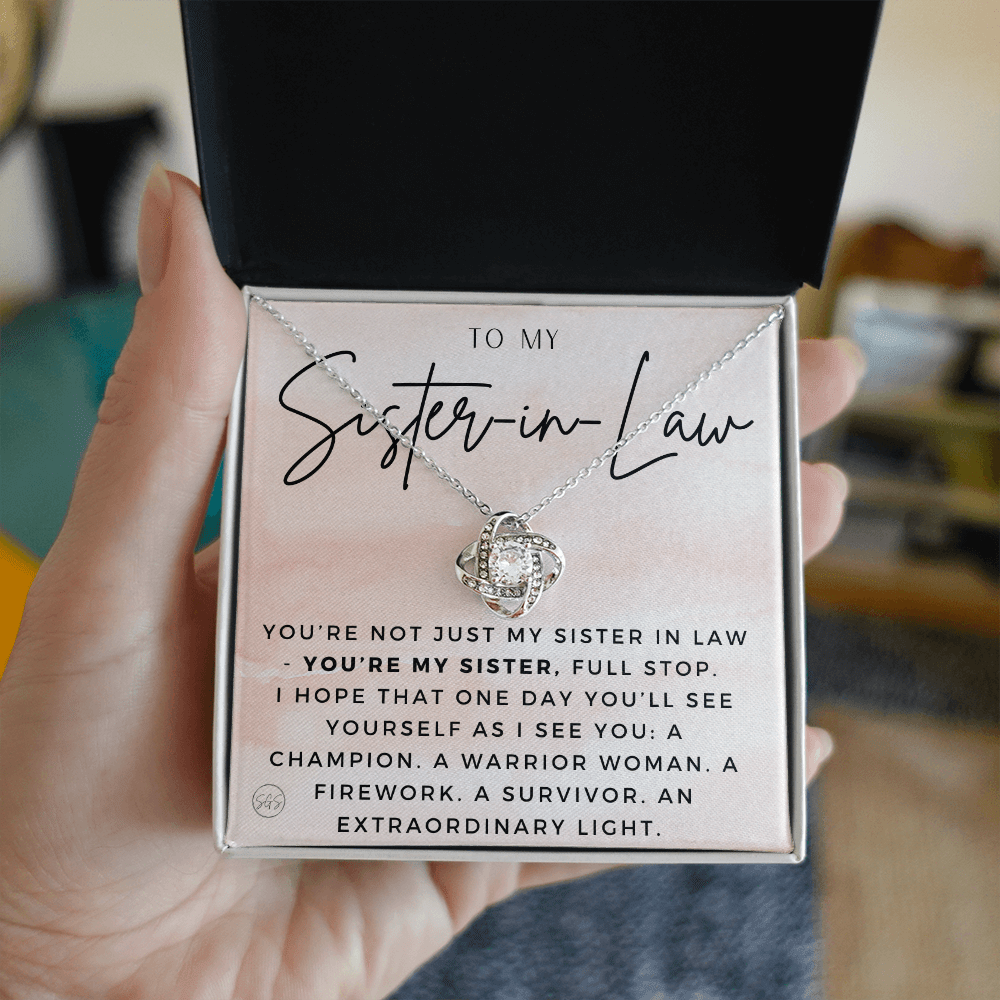 TO MY
Sister-in-Law
YOU'RE NOT JUST MY SISTER IN LAW
- YOU'RE MY SISTER, FULL STOP.
I HOPE THAT ONE DAY YOU'LL SEE
YOURSELF AS I SEE YOU: A
CHAMPION. A WARRIOR WOMAN. A
FIREWORK. A SURVIVOR. AN
EXTRAORDINARY LIGHT.
SGS